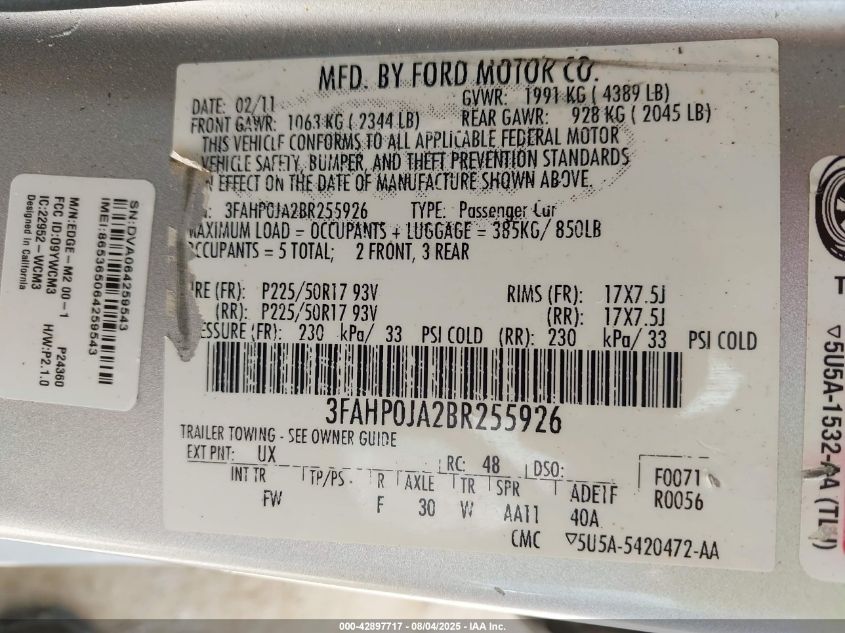 MFD. BY FORD MOTOR CO.
DATE: 02/11 GVWR: 1991 KG ( 4389 LB)
FRONT GAWR: 1063 KG ( 2344 LB) REAR GAWR: 928 KG ( 2045 LB)
THIS VEHICLE CONFORMS TO ALL APPLICABLE FEDERAL MOTOR
VEHICLE SAFETY, BUMPER, AND THEFT PREVENTION STANDARDS
N EFFECT ON THE DATE OF MANUFACTURE SHOWN ABOVE.
: 3FAHP0JA2BR255926 TYPE: Passenger Car
MAXIMUM LOAD = OCCUPANTS + LUGGAGE = 385KG/ 850LB
OCCUPANTS = 5 TOTAL; 2 FRONT, 3 REAR
RE (FR): P225/50R17 93V RIMS (FR): 17X7.5J
(RR): P225/50R17 93V (RR): 17X7.5J
ESSURE (FR): 230 kPa/ 33 PSI COLD (RR): 230 kPa/ 33 PSI COLD
3FAHP0JA2BR255926
TRAILER TOWING - SEE OWNER GUIDE
EXT PNT: UX RC: 48 DSO: F0071
INT TR TP/PS R AXLE TR SPR ADE1F R0056
FW F 30 W AA11 40A
CMC ▽5U5A-5420472-AA
SN:DVA064259543
IMEI:865365064259543
M/N:EDGE-M2 00-1 P24360
FCC ID:09YWCM3 H/W:P2.1.0
IC:22952-WCM3
Designed in California
T
▽5U5A-1532-AA (TLH)
000-42897717 - 08/04/2025 - IAA Inc.